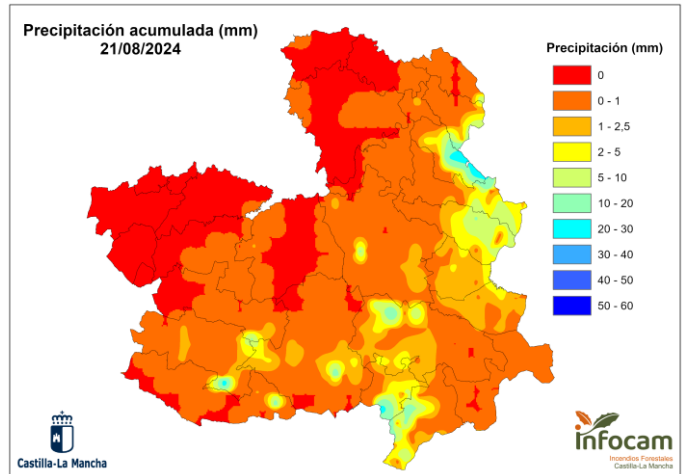 Precipitación acumulada (mm)
21/08/2024
Precipitación (mm)
0
0 - 1
1 - 2,5
2 - 5
5 - 10
10 - 20
20 - 30
30 - 40
40 - 50
50 - 60
Castilla-La Mancha
infocam
Incendios Forestales
Castilla-La Mancha